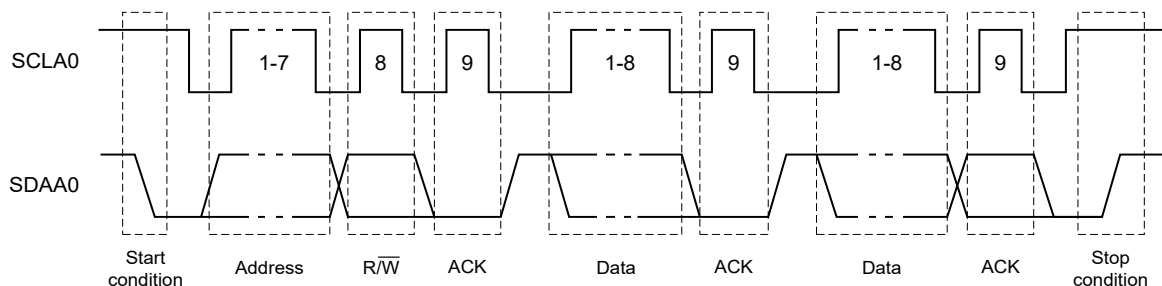 SCLA0
1-7
8
9
1-8
9
1-8
9
SDAA0
Start
condition
Address
R/W̅
ACK
Data
ACK
Data
ACK
Stop
condition